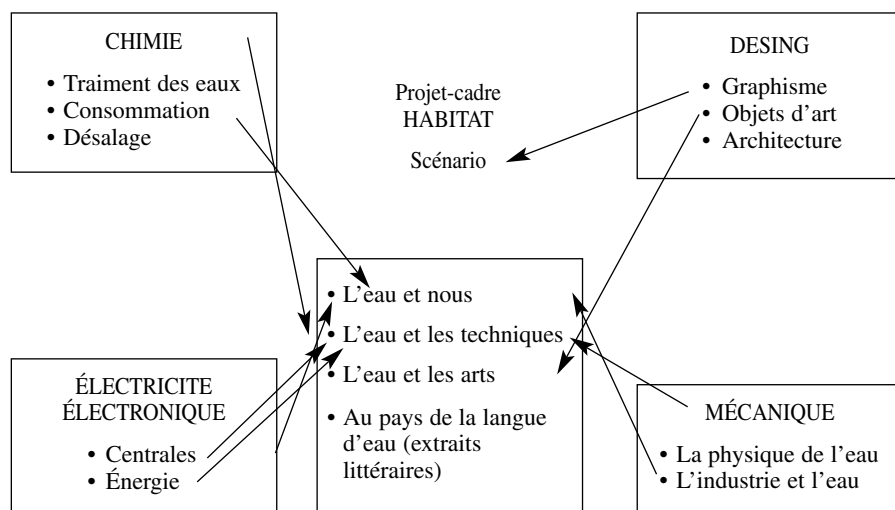 CHIMIE
• Traiment des eaux
• Consommation
• Désalage
Projet-cadre
HABITAT
Scénario
DESING
• Graphisme
• Objets d’art
• Architecture
• L’eau et nous
• L’eau et les techniques
• L’eau et les arts
• Au pays de la langue
d’eau (extraits
littéraires)
ÉLECTRICITE
ÉLECTRONIQUE
• Centrales
• Énergie
MÉCANIQUE
• La physique de l’eau
• L’industrie et l’eau